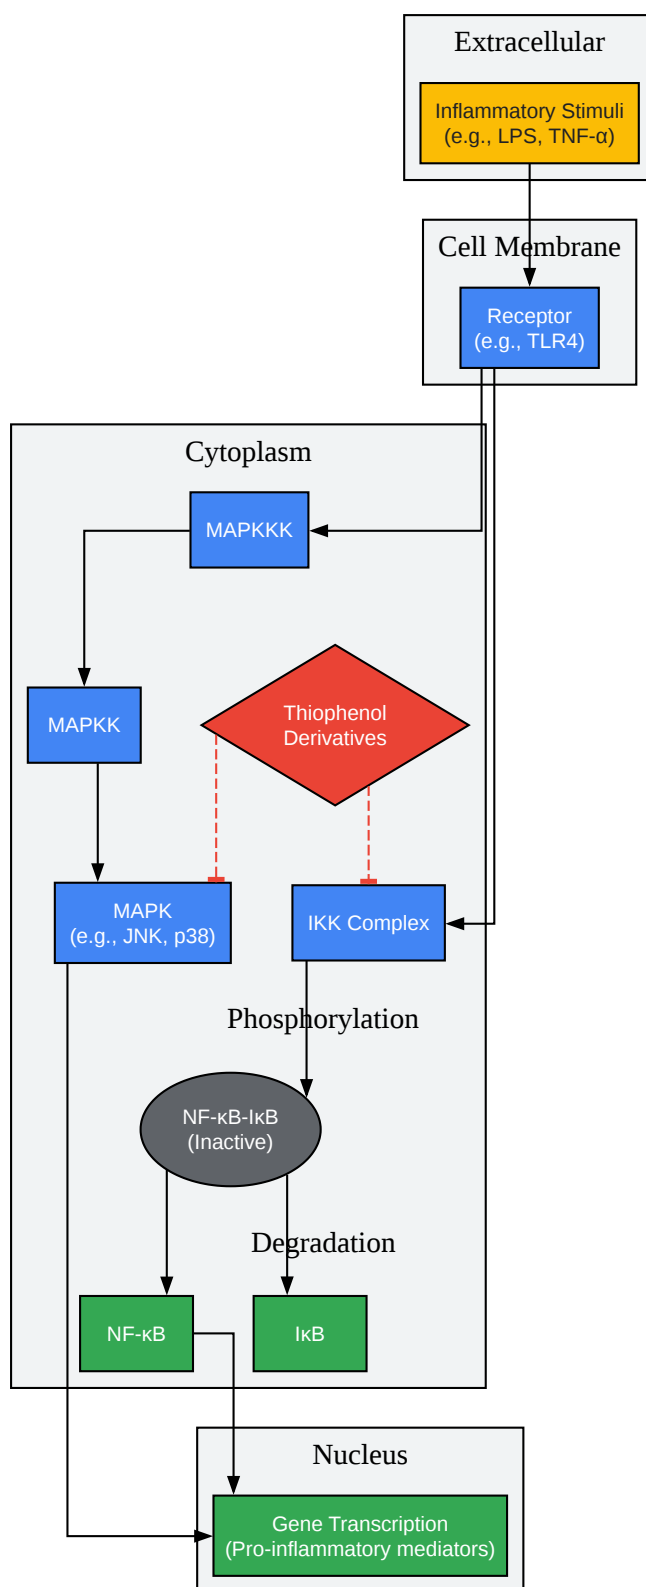 Extracellular
Inflammatory Stimuli
(e.g., LPS, TNF-α)
Cell Membrane
Receptor
(e.g., TLR4)
Cytoplasm
MAPKKK
MAPKK
Thiophenol
Derivatives
MAPK
(e.g., JNK, p38)
IKK Complex
Phosphorylation
NF-κB-IκB
(Inactive)
Degradation
NF-κB
IκB
Nucleus
Gene Transcription
(Pro-inflammatory mediators)